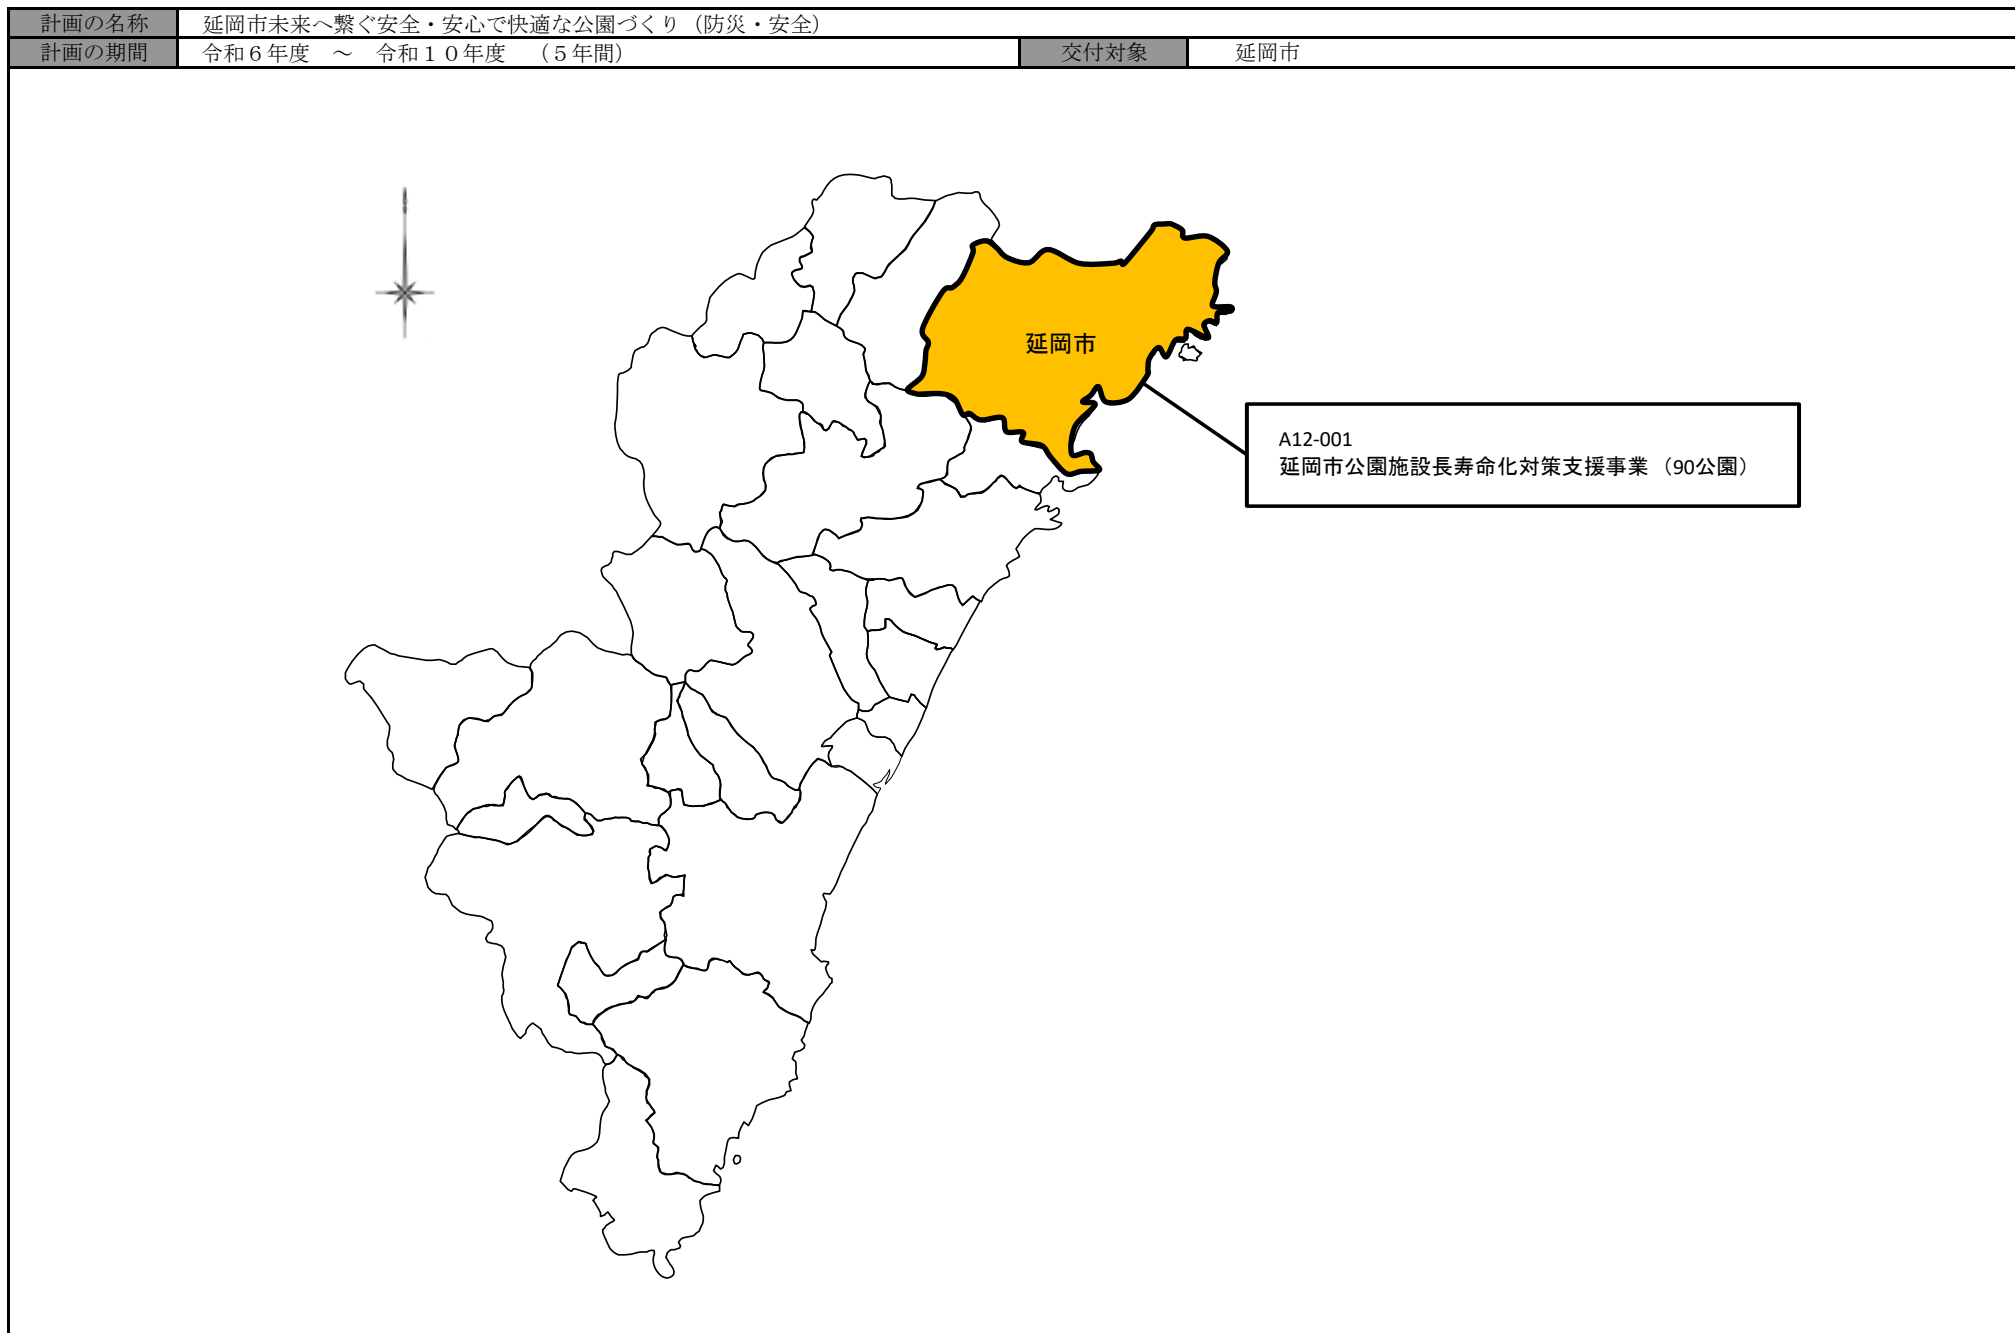 計画の名称 延岡市未来へ繋ぐ安全・安心で快適な公園づくり（防災・安全）
計画の期間 令和６年度　～　令和１０年度　（５年間） 交付対象 延岡市
延岡市
A12-001
延岡市公園施設長寿命化対策支援事業（90公園）